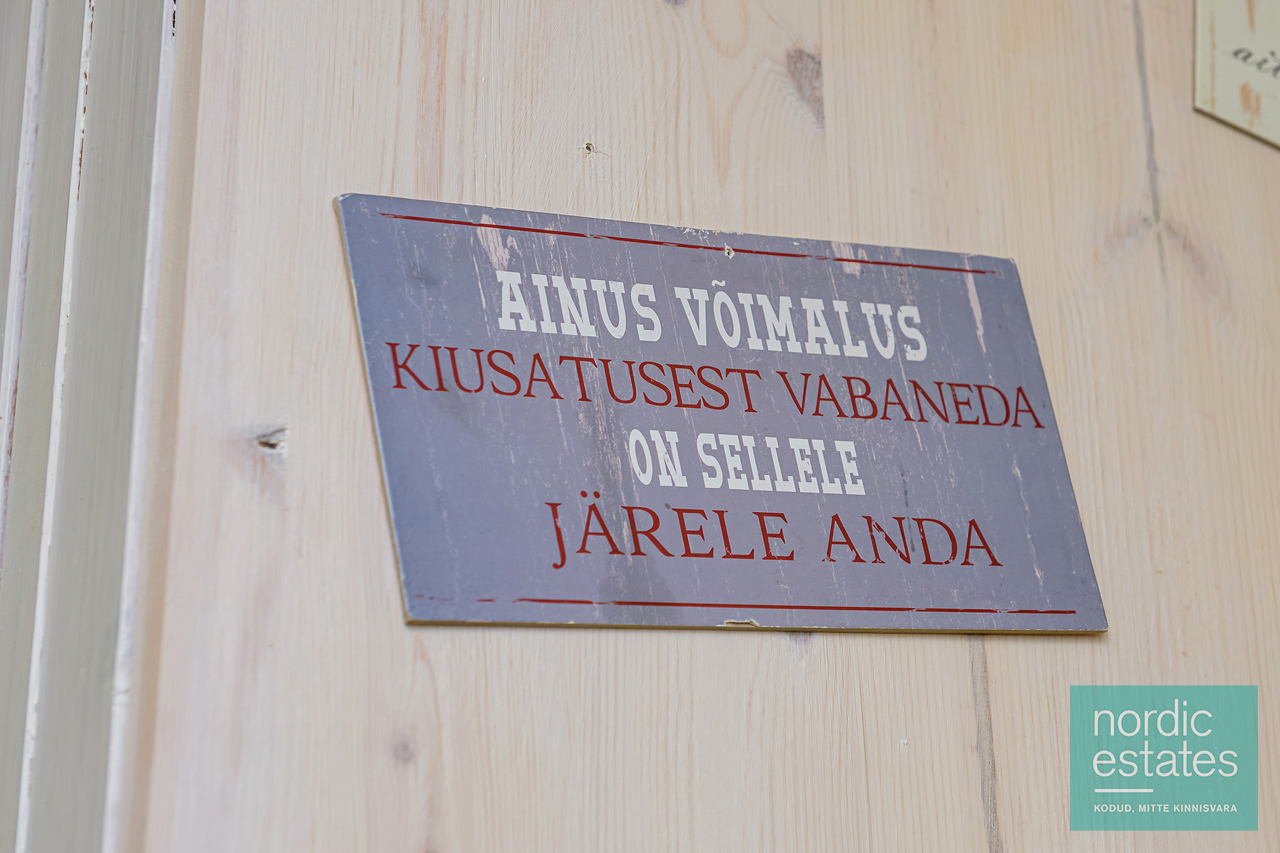 AINUS VÕIMALUS
KIUSATUSEST VABANEDA
ON SELLELE
JÄRELE ANDA
nordic
estates
KODUD, MITTE KINNISVARA